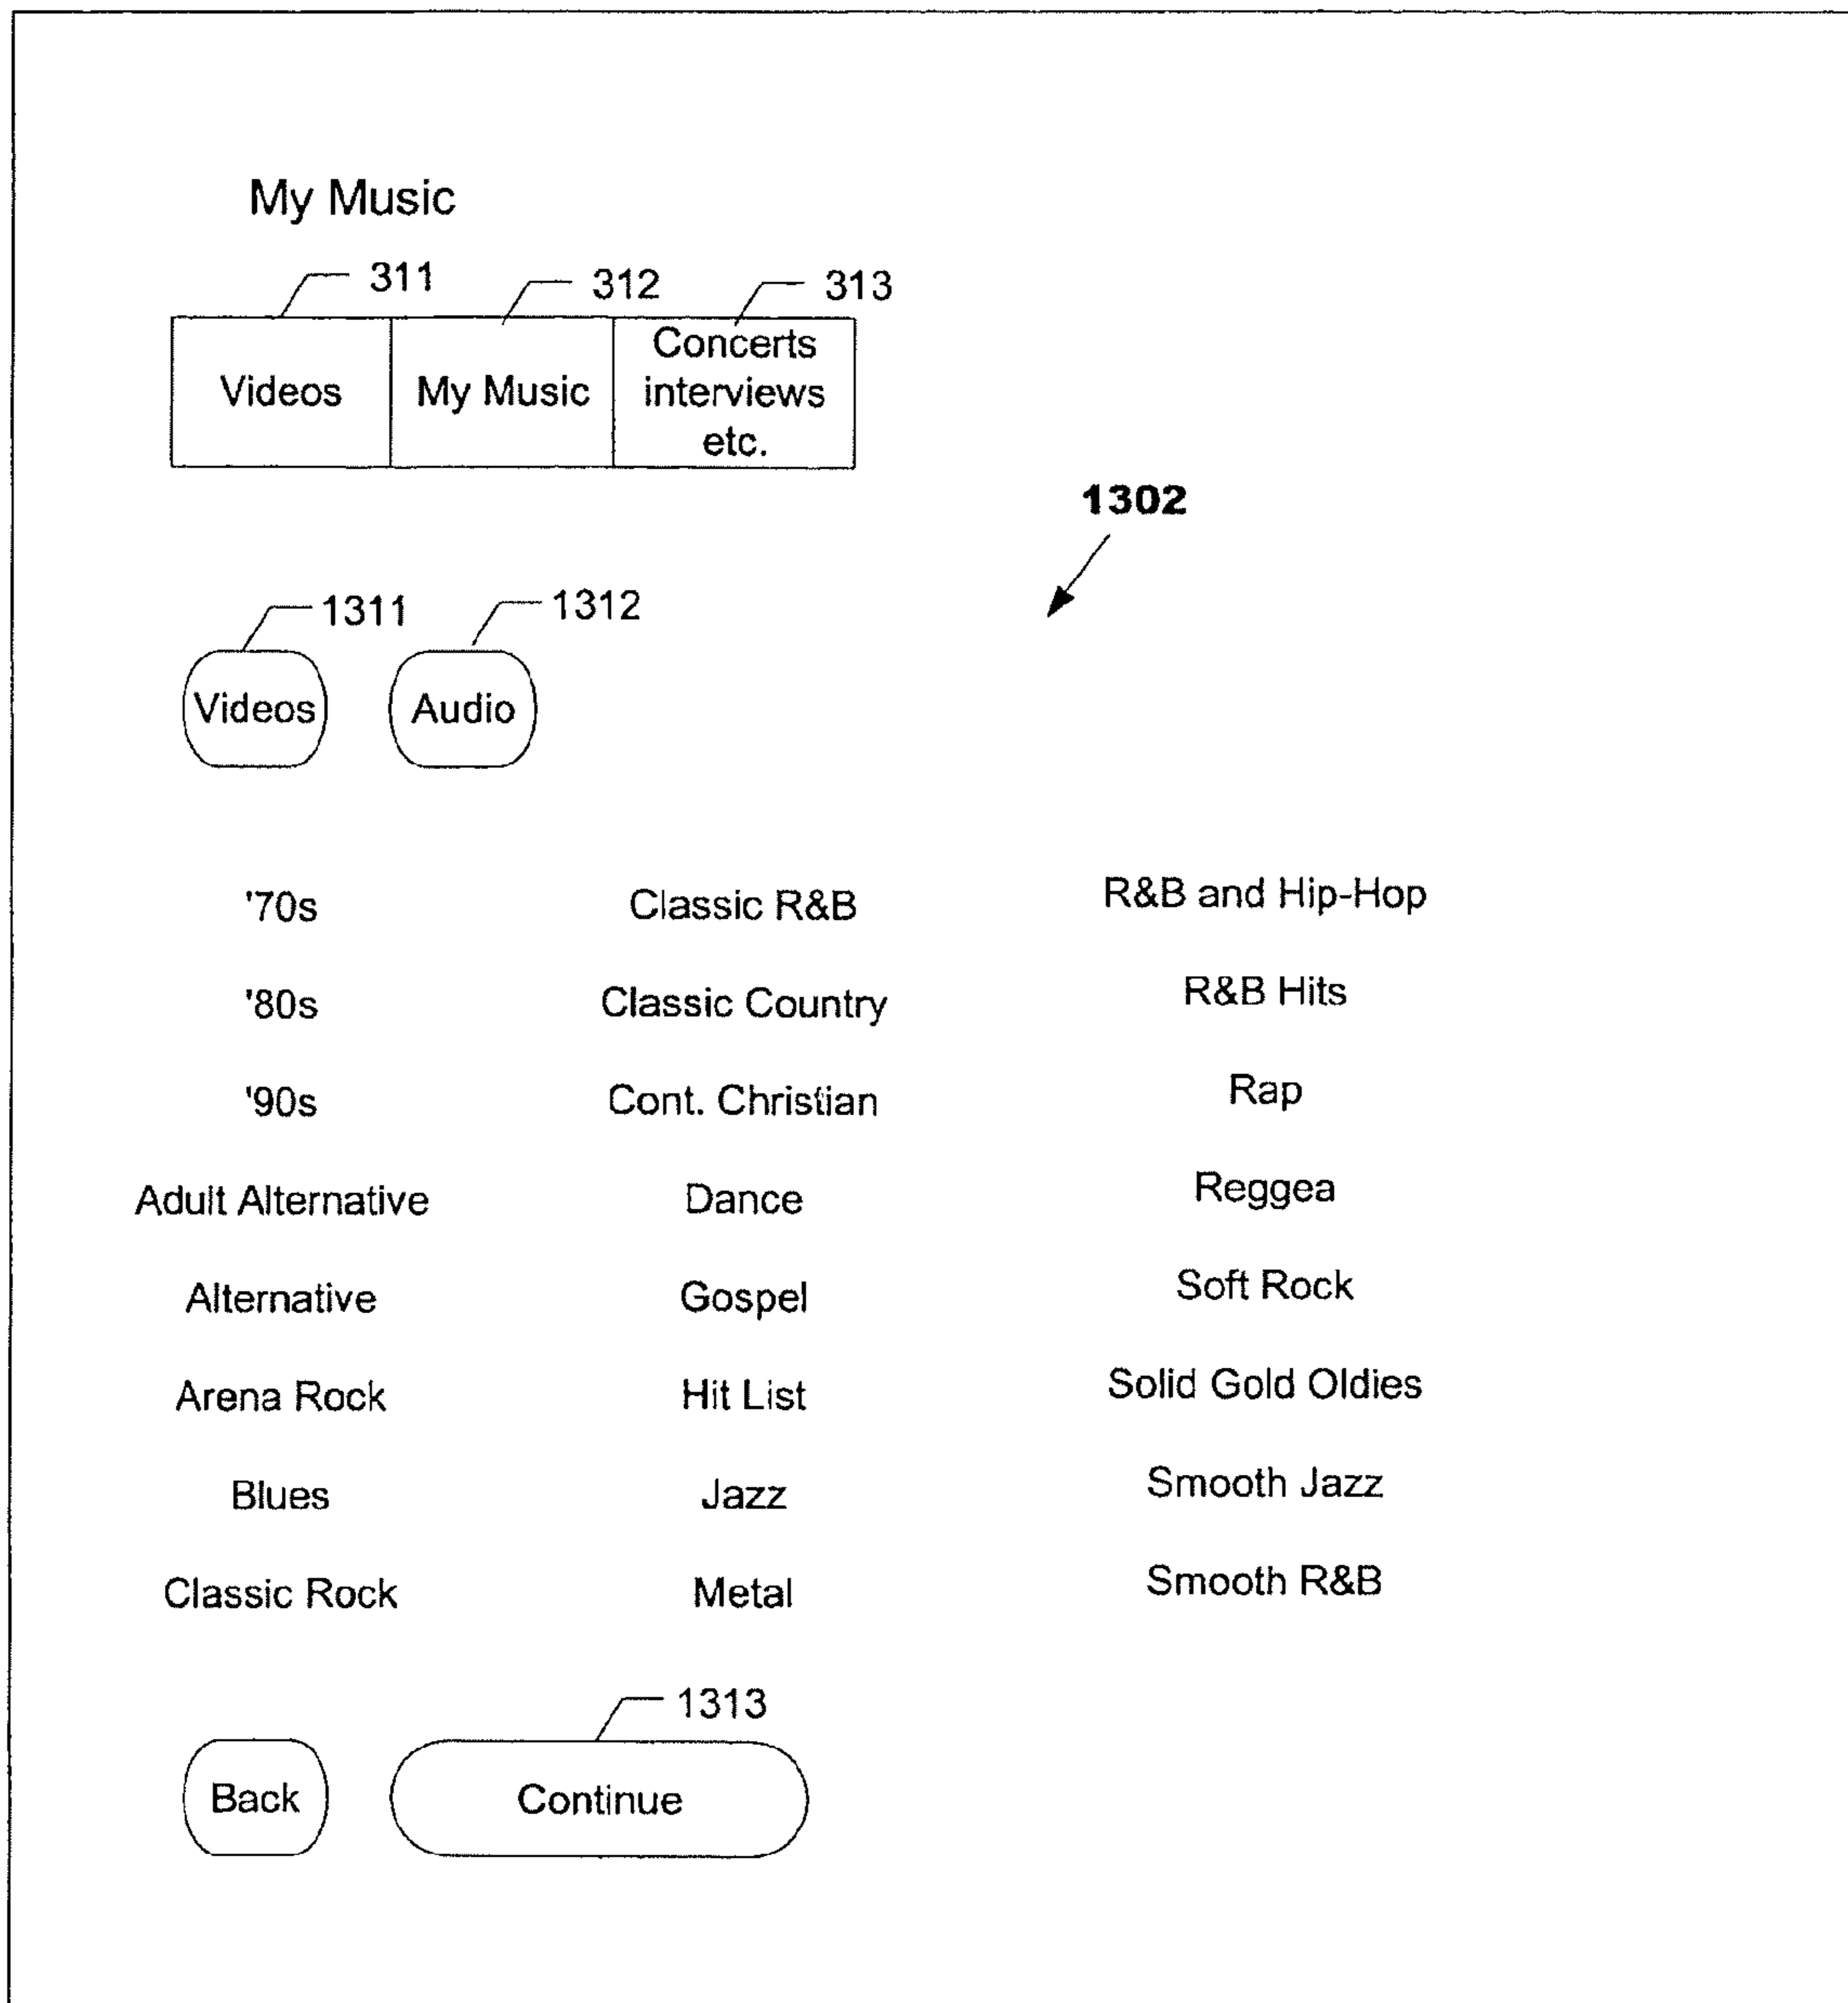 My Music
311 312 313
Videos My Music Concerts interviews etc.
1302
1311 1312
Videos Audio
'70s Classic R&B R&B and Hip-Hop
'80s Classic Country R&B Hits
'90s Cont. Christian Rap
Adult Alternative Dance Reggea
Alternative Gospel Soft Rock
Arena Rock Hit List Solid Gold Oldies
Blues Jazz Smooth Jazz
Classic Rock Metal Smooth R&B
1313
Back Continue